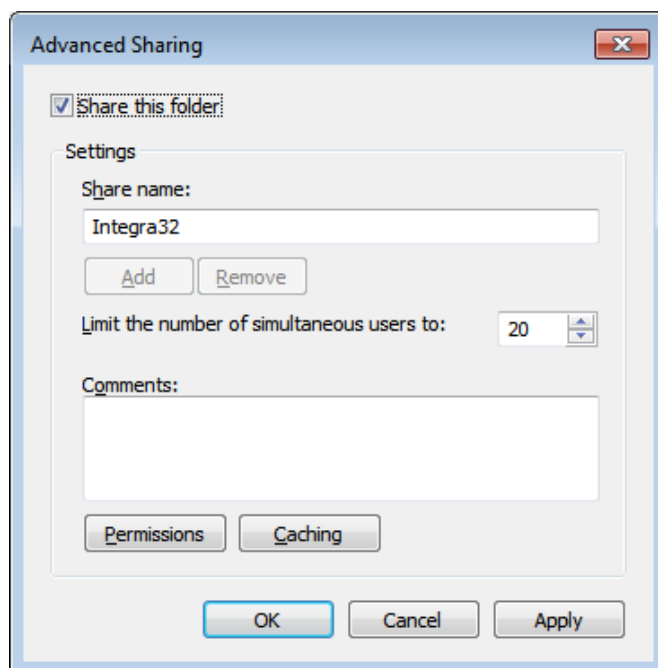 Advanced Sharing
Share this folder
Settings
Share name:
Integra32
Add Remove
Limit the number of simultaneous users to: 20
Comments:
Permissions Caching
OK Cancel Apply